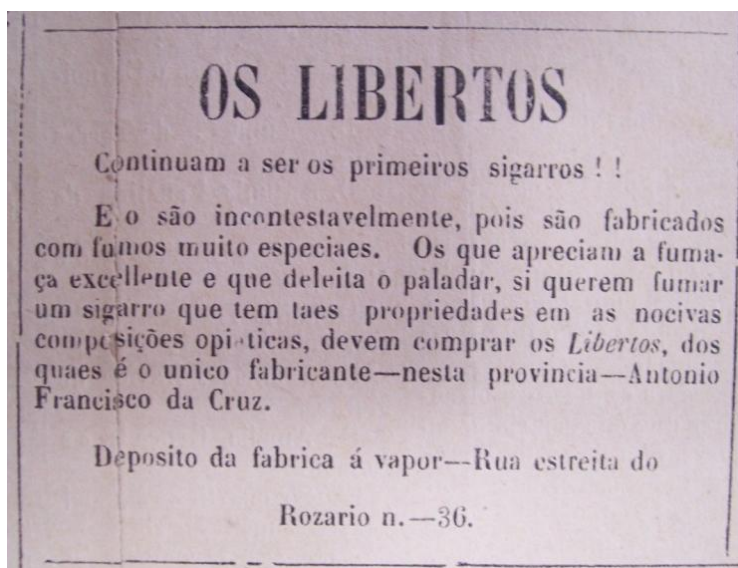 OS LIBERTOS
Continuam a ser os primeiros sigarros ! !
E o são incontestavelmente, pois são fabricados
com fumos muito especiaes. Os que apreciam a fuma-
ça excellente e que deleita o paladar, si querem fumar
um sigarro que tem taes propriedades em as nocivas
composições opi ticas, devem comprar os Libertos, dos
quaes é o unico fabricante—nesta provincia—Antonio
Francisco da Cruz.
Deposito da fabrica á vapor—Rua estreita do
Rozario n.—36.